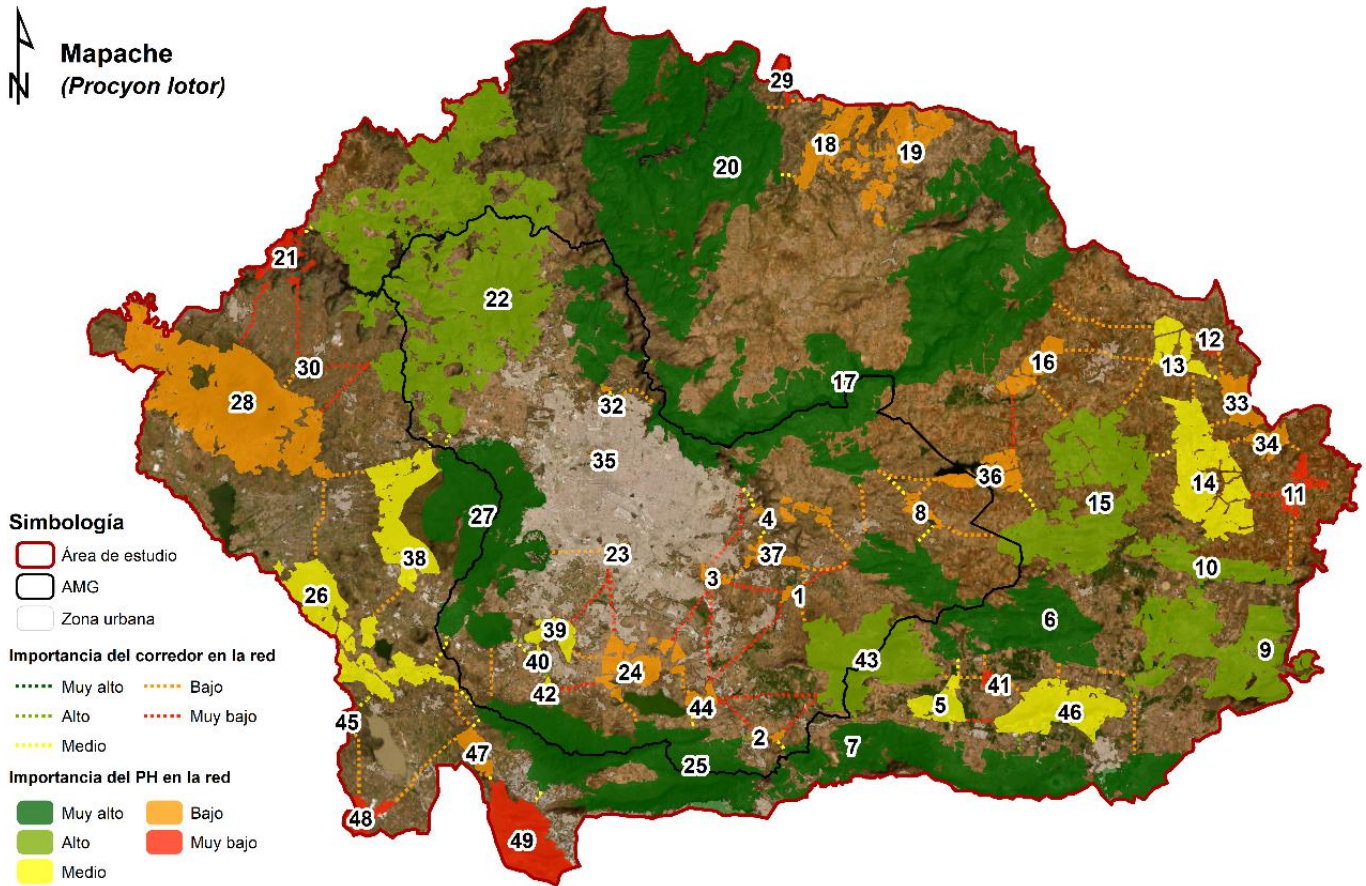 N
Mapache
(Procyon lotor)
29
18
19
20
21
22
30
28
17
16
13
12
33
34
32
35
36
14
11
15
27
4
8
37
23
3
1
38
10
26
39
40
24
42
43
6
9
41
5
46
44
2
45
47
25
7
48
49
Simbología
Área de estudio
AMG
Zona urbana
Importancia del corredor en la red
Muy alto
Bajo
Alto
Muy bajo
Medio
Importancia del PH en la red
Muy alto
Bajo
Alto
Muy bajo
Medio